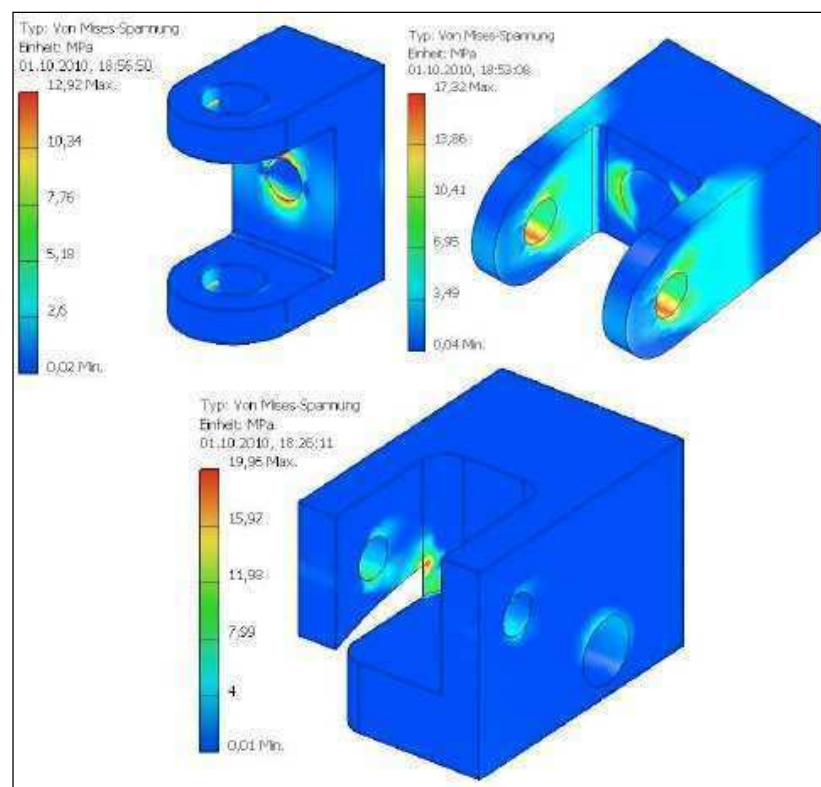 Typ: Von Mises-Spannung
Einheit: MPa
01.10.2010, 18:56:50
12,92 Max.
10,34
7,76
5,18
2,6
0,02 Min.
Typ: Von Mises-Spannung
Einheit: MPa
01.10.2010, 18:53:08
17,32 Max.
13,86
10,41
6,95
3,49
0,04 Min.
Typ: Von Mises-Spannung
Einheit: MPa
01.10.2010, 18:26:11
19,96 Max.
15,97
11,98
7,99
4
0,01 Min.